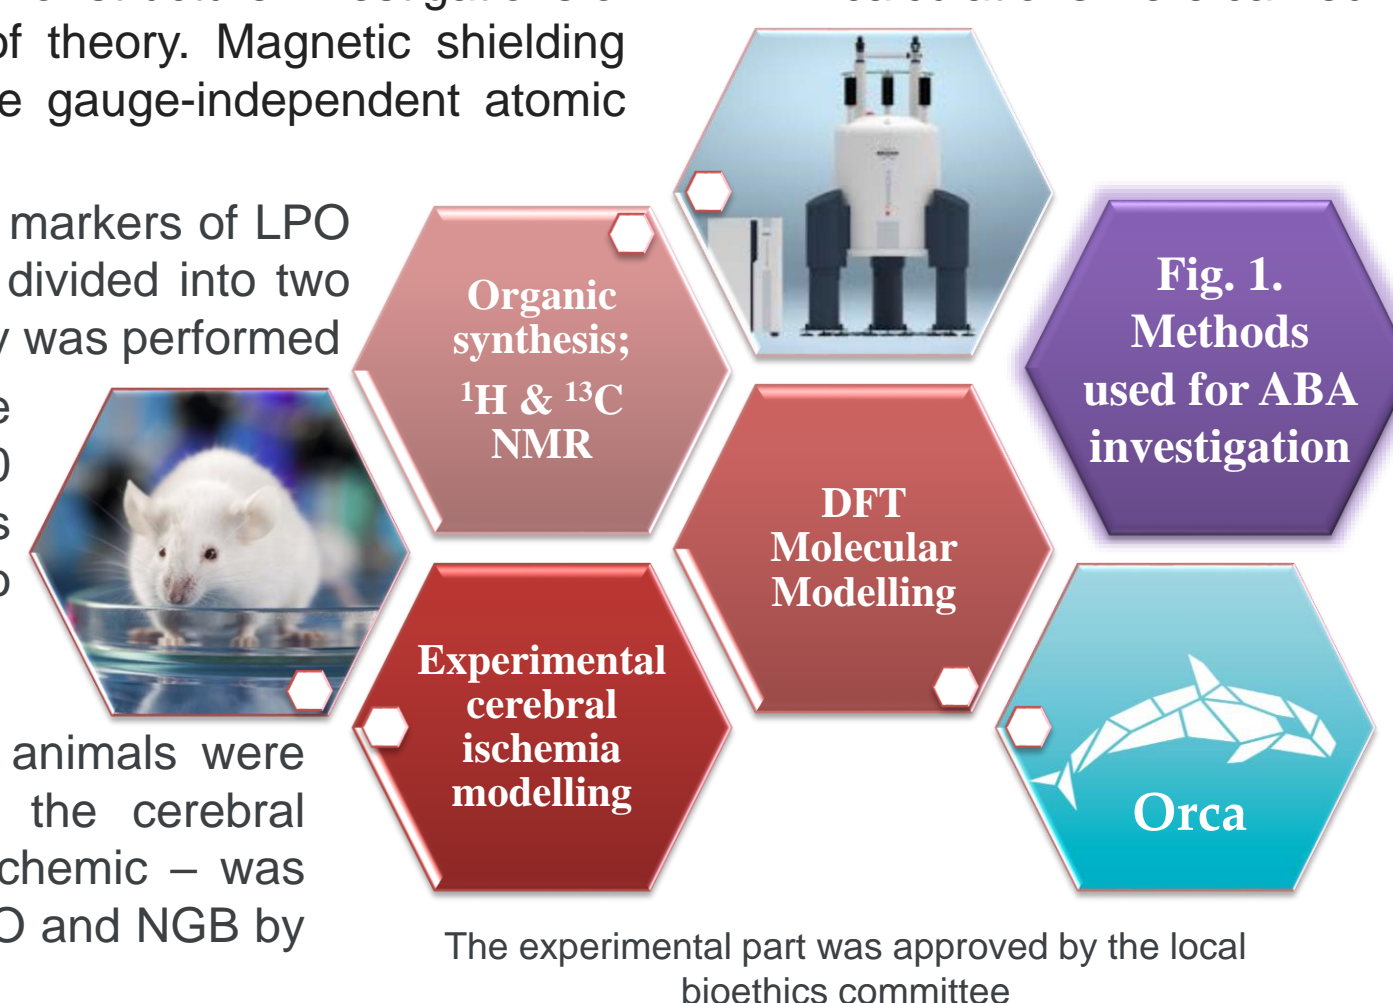 of theory. Magnetic shielding
gauge-independent atomic
markers of LPO
divided into two
was performed
Organic
synthesis;
¹H & ¹³C
NMR
Fig. 1.
Methods
used for ABA
investigation
DFT
Molecular
Modelling
Experimental
cerebral
ischemia
modelling
animals were
the cerebral
chemic – was
O and NGB by
Orca
The experimental part was approved by the local
bioethics committee